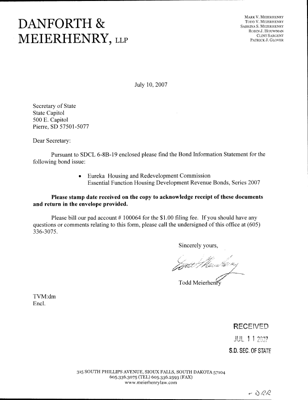 DANFORTH &
MEIERHENRY, LLP
MARK V. MEIERHENRY
TODD V. MEIERHENRY
SABRINA S. MEIERHENRY
ROBIN J. HOUWMAN
CLINT SARGENT
PATRICK J. GLOVER
July 10, 2007
Secretary of State
State Capitol
500 E. Capitol
Pierre, SD 57501-5077
Dear Secretary:
Pursuant to SDCL 6-8B-19 enclosed please find the Bond Information Statement for the
following bond issue:
• Eureka Housing and Redevelopment Commission
Essential Function Housing Development Revenue Bonds, Series 2007
Please stamp date received on the copy to acknowledge receipt of these documents
and return in the envelope provided.
Please bill our pad account # 100064 for the $1.00 filing fee. If you should have any
questions or comments relating to this form, please call the undersigned of this office at (605)
336-3075.
Sincerely yours,
Todd Meierhenry
TVM:dm
Encl.
RECEIVED
JUL 11 2007
S.D. SEC. OF STATE
315 SOUTH PHILLIPS AVENUE, SIOUX FALLS, SOUTH DAKOTA 57104
605.336.3075 (TEL) 605.336.2593 (FAX)
www.meierhenrylaw.com